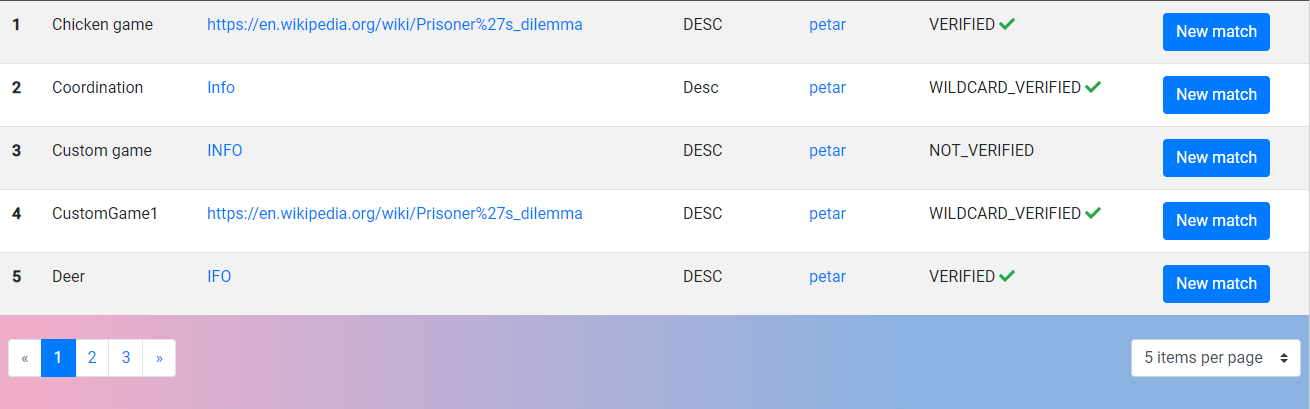 1 Chicken game https://en.wikipedia.org/wiki/Prisoner%27s_dilemma DESC petar VERIFIED New match
2 Coordination Info Desc petar WILDCARD_VERIFIED New match
3 Custom game INFO DESC petar NOT_VERIFIED New match
4 CustomGame1 https://en.wikipedia.org/wiki/Prisoner%27s_dilemma DESC petar WILDCARD_VERIFIED New match
5 Deer IFO DESC petar VERIFIED New match
« 1 2 3 » 5 items per page